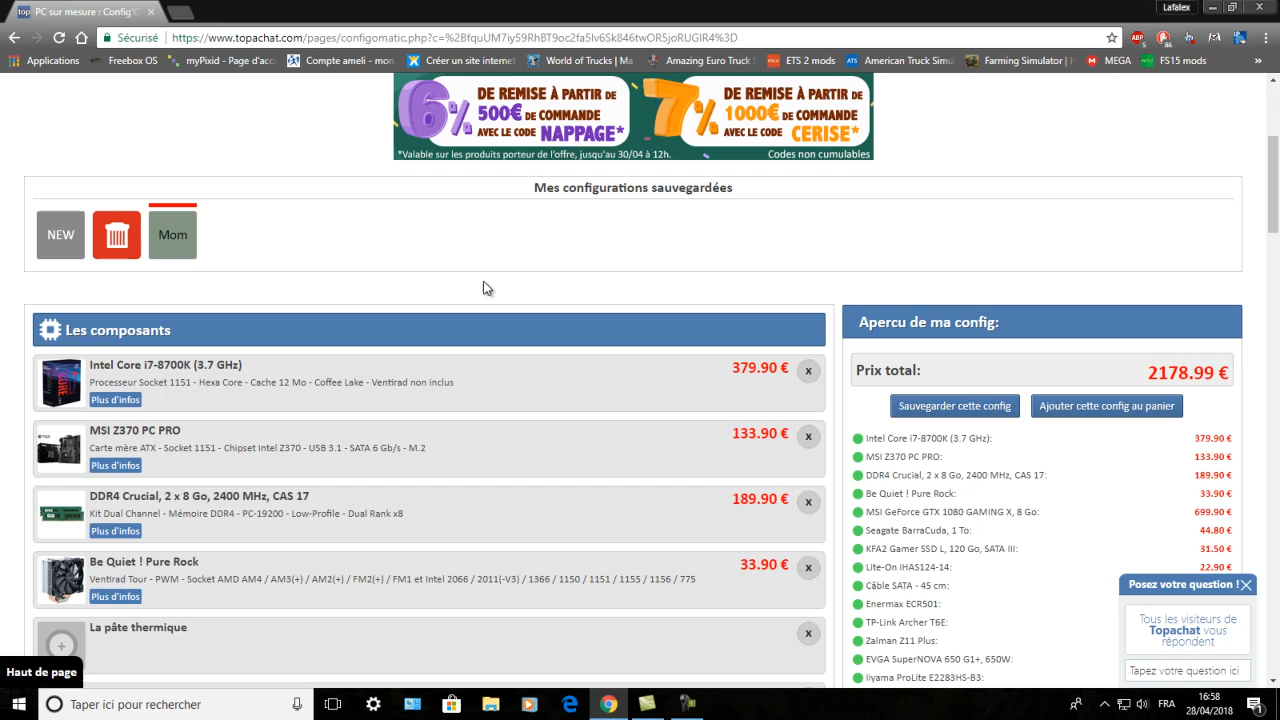 top PC sur mesure : Config'C
Lafalex
Sécurisé https://www.topachat.com/pages/configomatic.php?c=%2BfquUM7iy59RhBT9oc2fa5Iv6Sk846twOR5joRUGIR4%3D
5 86
Applications Freebox OS myPixid - Page d'acc Compte ameli - mon Créer un site internet World of Trucks | Ma Amazing Euro Truck S ETS 2 mods ATS American Truck Simul Farming Simulator | M MEGA FS15 mods »
6% DE REMISE À PARTIR DE 500€ DE COMMANDE AVEC LE CODE NAPPAGE*
7% DE REMISE À PARTIR DE 1000€ DE COMMANDE AVEC LE CODE CERISE*
*Valable sur les produits porteur de l'offre, jusqu'au 30/04 à 12h. Codes non cumulables
Mes configurations sauvegardées
NEW Mom
Les composants
Intel Core i7-8700K (3.7 GHz) 379.90 € x
Processeur Socket 1151 - Hexa Core - Cache 12 Mo - Coffee Lake - Ventirad non inclus
Plus d'infos
MSI Z370 PC PRO 133.90 € x
Carte mère ATX - Socket 1151 - Chipset Intel Z370 - USB 3.1 - SATA 6 Gb/s - M.2
Plus d'infos
DDR4 Crucial, 2 x 8 Go, 2400 MHz, CAS 17 189.90 € x
Kit Dual Channel - Mémoire DDR4 - PC-19200 - Low-Profile - Dual Rank x8
Plus d'infos
Be Quiet ! Pure Rock 33.90 € x
Ventirad Tour - PWM - Socket AMD AM4 / AM3(+) / AM2(+) / FM2(+) / FM1 et Intel 2066 / 2011(-V3) / 1366 / 1150 / 1151 / 1155 / 1156 / 775
Plus d'infos
La pâte thermique x
Haut de page
Apercu de ma config:
Prix total: 2178.99 €
Sauvegarder cette config Ajouter cette config au panier
Intel Core i7-8700K (3.7 GHz): 379.90 €
MSI Z370 PC PRO: 133.90 €
DDR4 Crucial, 2 x 8 Go, 2400 MHz, CAS 17: 189.90 €
Be Quiet ! Pure Rock: 33.90 €
MSI GeForce GTX 1080 GAMING X, 8 Go: 699.90 €
Seagate BarraCuda, 1 To: 44.80 €
KFA2 Gamer SSD L, 120 Go, SATA III: 31.50 €
Lite-On iHAS124-14: 22.90 €
Câble SATA - 45 cm:
Enermax ECR501:
TP-Link Archer T6E:
Zalman Z11 Plus:
EVGA SuperNOVA 650 G1+, 650W:
Iiyama ProLite E2283HS-B3:
Posez votre question !
Tous les visiteurs de
Topachat vous
répondent
Tapez votre question ici
Taper ici pour rechercher
FRA
16:58
28/04/2018
1